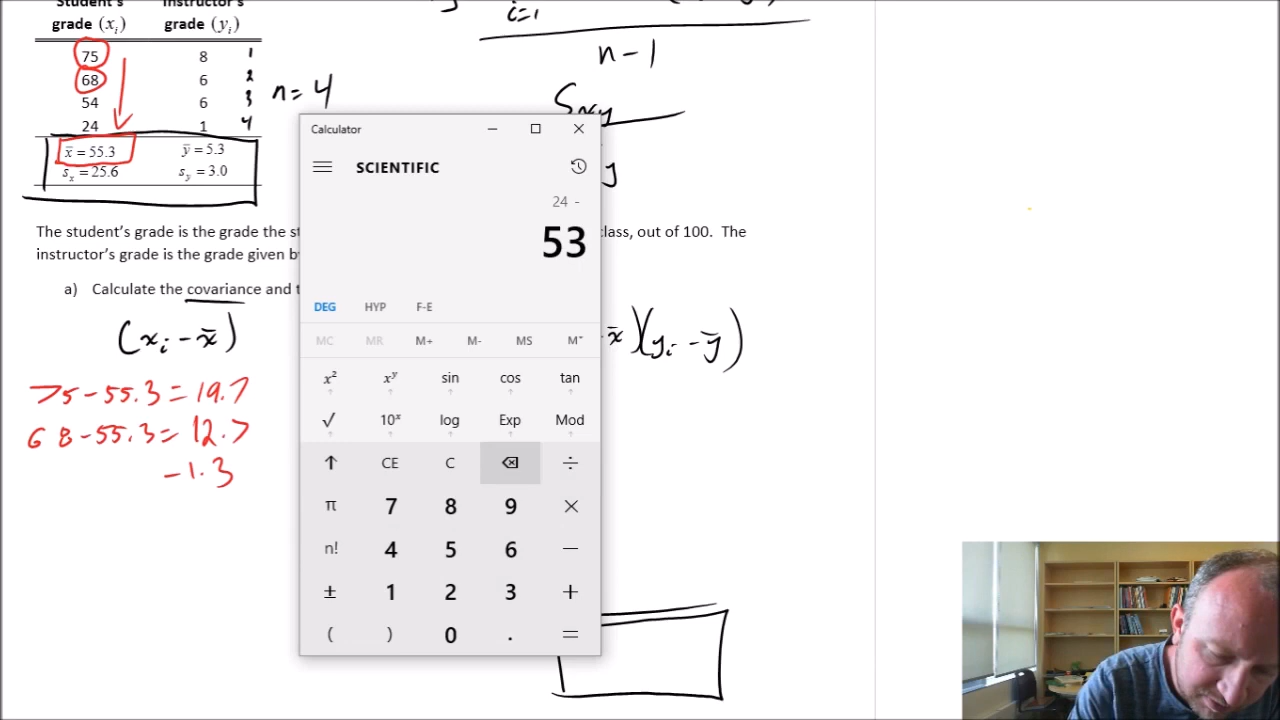 Student's Instructor's
grade (xᵢ) grade (yᵢ)
75 8 1
68 6 2
54 6 3
24 1 4
x̄ = 55.3 ȳ = 5.3
sₓ = 25.6 s_y = 3.0
n = 4
i=1
n - 1
Sxy
y
The student's grade is the grade the st
class, out of 100. The
instructor's grade is the grade given b
a) Calculate the covariance and t
(xᵢ - x̄)
75 - 55.3 = 19.7
68 - 55.3 = 12.7
-1.3
- x̄)(yᵢ - ȳ)
Calculator
SCIENTIFIC
24 -
53
DEG HYP F-E
MC MR M+ M- MS M˅
x² xʸ sin cos tan
√ 10ˣ log Exp Mod
↑ CE C ⌫ ÷
π 7 8 9 ×
n! 4 5 6 −
± 1 2 3 +
( ) 0 . =